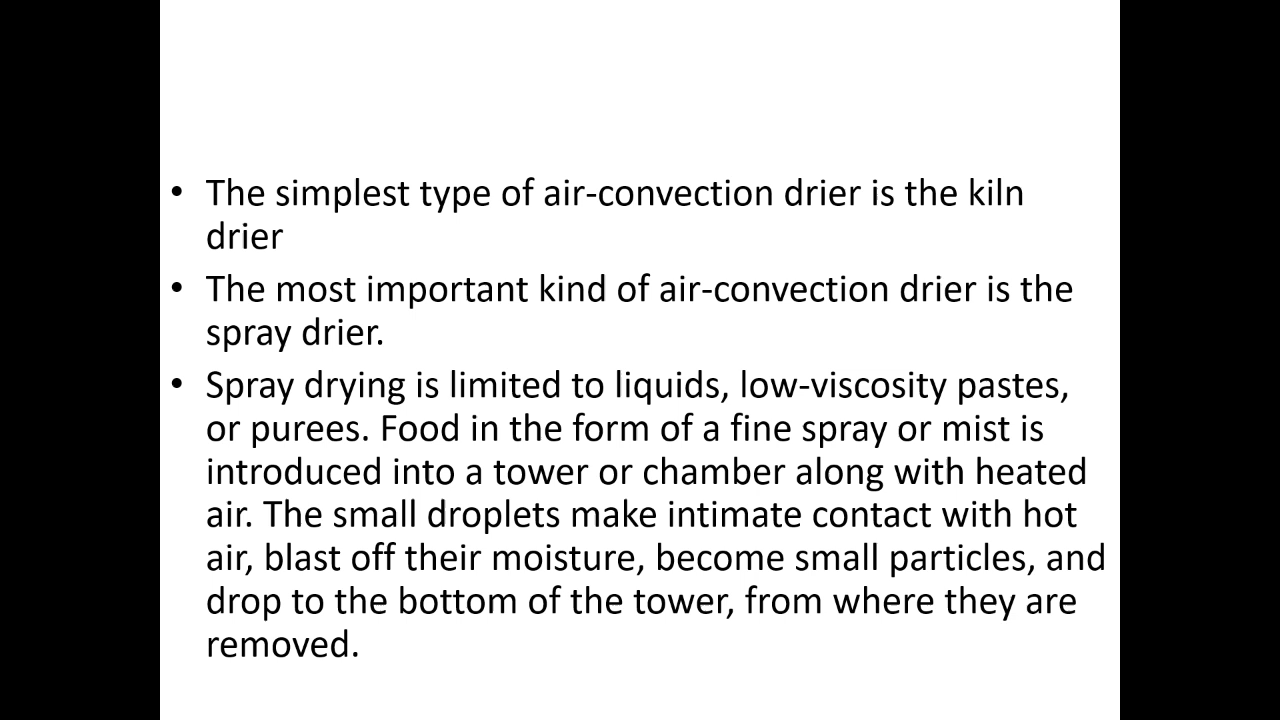 • The simplest type of air-convection drier is the kiln
drier
• The most important kind of air-convection drier is the
spray drier.
• Spray drying is limited to liquids, low-viscosity pastes,
or purees. Food in the form of a fine spray or mist is
introduced into a tower or chamber along with heated
air. The small droplets make intimate contact with hot
air, blast off their moisture, become small particles, and
drop to the bottom of the tower, from where they are
removed.